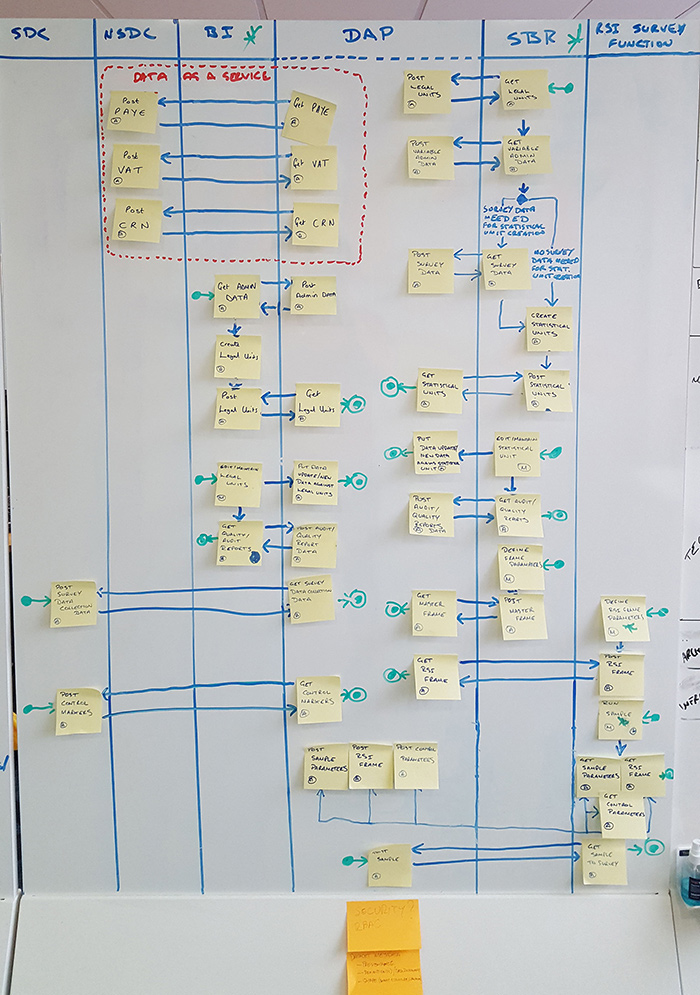 SDC
NSDC
BI
DAP
SBR
RSI SURVEY
FUNCTION
DATA AS A SERVICE
Post
PAYE
A
Get PAYE
A
Post
VAT
A
Get VAT
A
Post
CRN
A
Get CRN
Post
Legal
Units
A
Get
Legal
Units
A
Post
Variable
Admin
Data
A
Get
Variable
Admin
Data
A
SURVEY DATA
NEEDED
FOR STATISTICAL
UNIT CREATION
NO SURVEY
DATA NEEDED
FOR STAT.
UNIT CREATION
Post
Survey
Data
A
Get
Survey
Data
A
Create
Statistical
Units
A
Get Admin
Data
A
Post
Admin Data
A
Create
Legal Units
A
Post
Legal Units
A
Get
Legal Units
A
Get
Statistical
Units
A
Post
Statistical
Units
A
Edit/Maintain
Legal
Units
M
Put Data
Update/New
Data Against
Legal Units
A
Put
Data Update/
New Data
Against Statistical
Unit
A
Edit/Maintain
Statistical
Unit
M
Get
Quality/
Audit
Reports
Post Audit/
Quality
Report
Data
A
Post
Audit/
Quality
Reports
Data
A
Get Audit/
Quality
Reports
A
Define
Frame
Parameters
M
Post
Survey
Data
Collection
Data
A
Get Survey
Data Collection
Data
A
Get
Master
Frame
A
Post
Master
Frame
A
Define
RSI Frame
Parameters
M
Get
RSI
Frame
A
Post
RSI
Frame
A
Post
Control
Markers
A
Get
Control
Markers
A
Run
Sample
M
Post
Sample
Parameters
Post
RSI
Frame
Post Control
Parameters
Get
Sample
Parameters
Get RSI
Frame
Get
Control
Parameters
A
Sample
A
Get
Sample
To Survey
A
SECURITY?